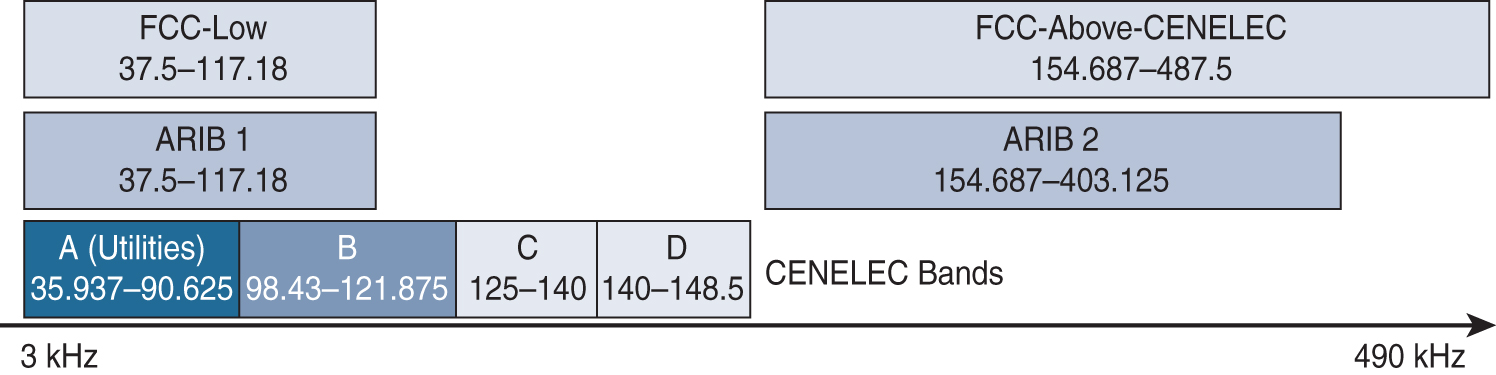 FCC-Low
37.5–117.18
FCC-Above-CENELEC
154.687–487.5
ARIB 1
37.5–117.18
ARIB 2
154.687–403.125
A (Utilities)
35.937–90.625
B
98.43–121.875
C
125–140
D
140–148.5
CENELEC Bands
3 kHz
490 kHz